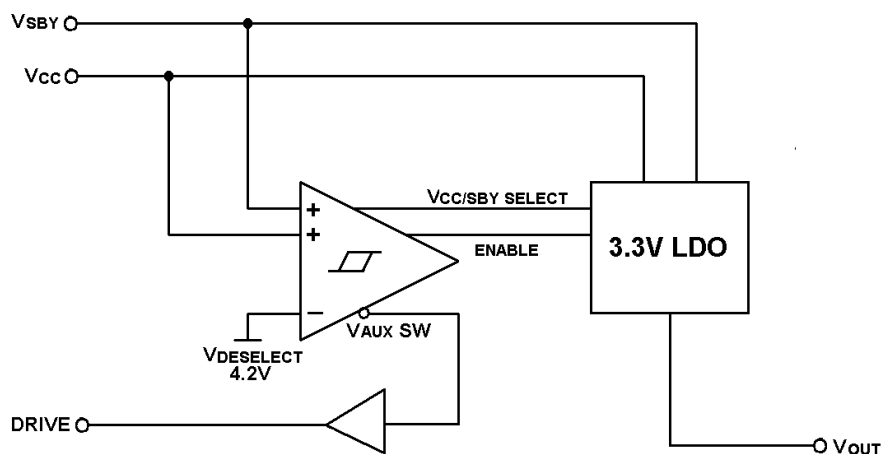 VSBY
VCC
VCC/SBY SELECT
+
+
ENABLE
3.3V LDO
−
VAUX SW
VDESELECT
4.2V
DRIVE
VOUT